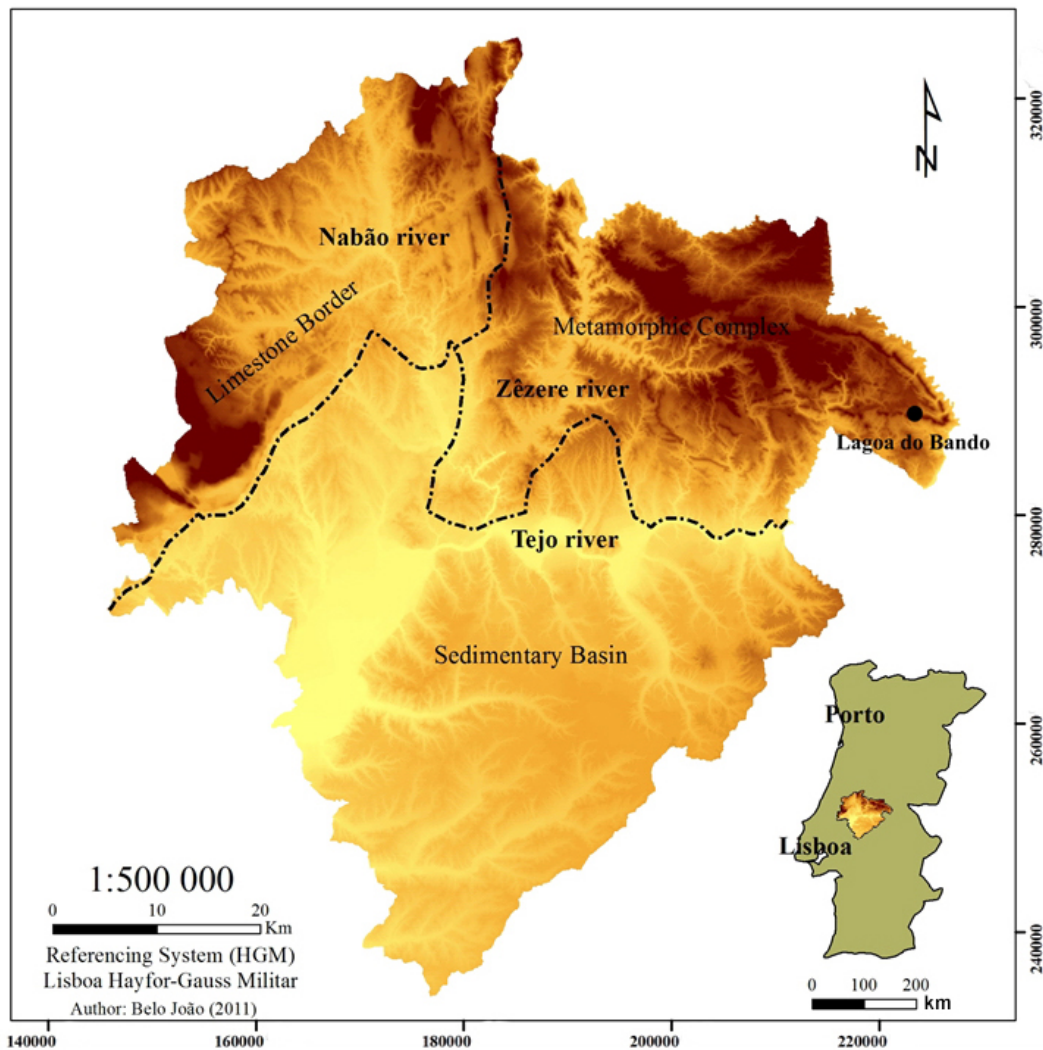 320000
N
Nabão river
Limestone Border
300000
Metamorphic Complex
Zêzere river
Lagoa do Bando
280000
Tejo river
Sedimentary Basin
Porto
260000
Lisboa
1:500 000
0 10 20
Km
Referencing System (HGM)
Lisboa Hayfor-Gauss Militar
Author: Belo João (2011)
240000
0 100 200
km
140000 160000 180000 200000 220000